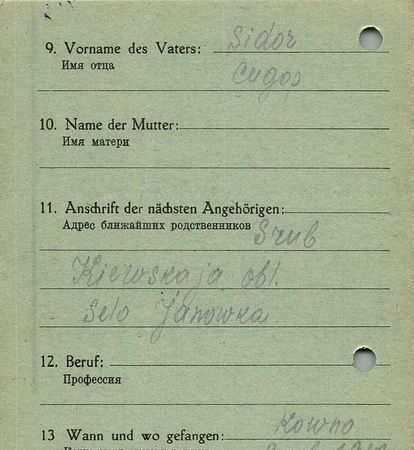 9. Vorname des Vaters: Sidor
Имя отца Сидор
10. Name der Mutter:
Имя матери
11. Anschrift der nächsten Angehörigen:
Адрес ближайших родственников
Kiewskaja obl.
Selo Janowka
12. Beruf:
Профессия
13 Wann und wo gefangen: Kowno